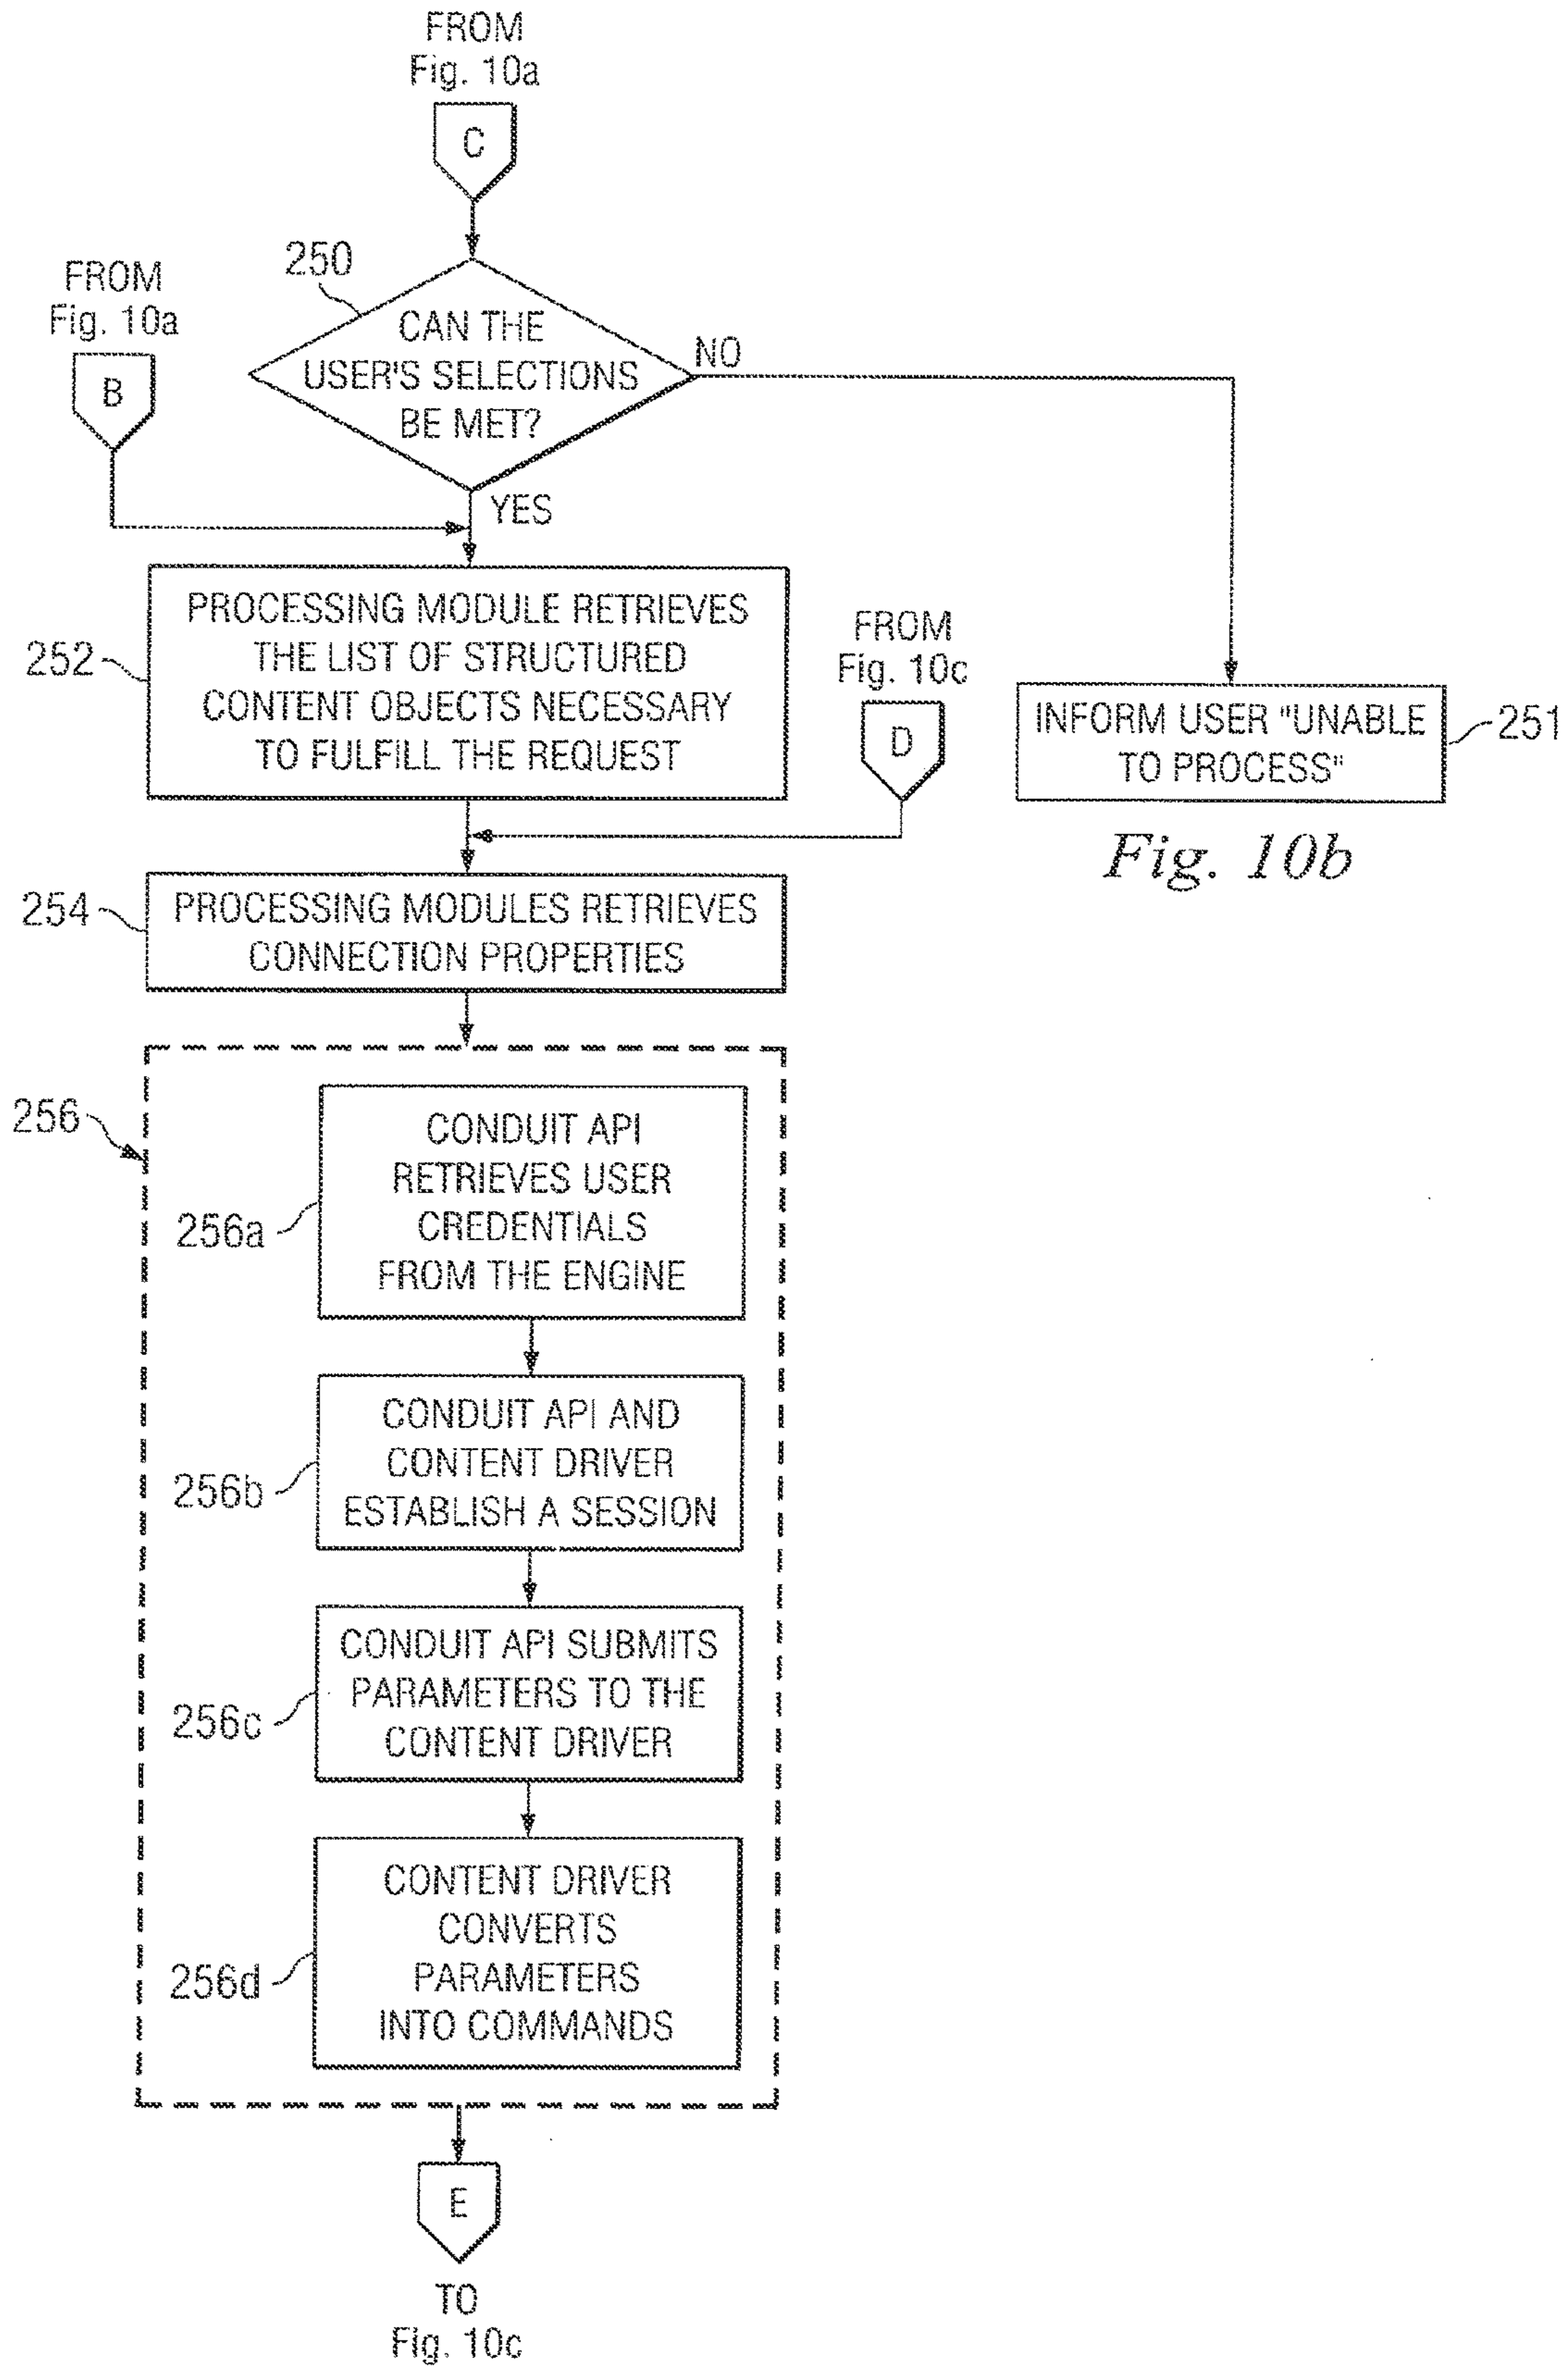 FROM
Fig. 10a
C
250
CAN THE
USER'S SELECTIONS
BE MET?
NO
YES
FROM
Fig. 10a
B
252
PROCESSING MODULE RETRIEVES
THE LIST OF STRUCTURED
CONTENT OBJECTS NECESSARY
TO FULFILL THE REQUEST
FROM
Fig. 10c
D
INFORM USER "UNABLE
TO PROCESS"
251
Fig. 10b
254
PROCESSING MODULES RETRIEVES
CONNECTION PROPERTIES
256
256a
CONDUIT API
RETRIEVES USER
CREDENTIALS
FROM THE ENGINE
256b
CONDUIT API AND
CONTENT DRIVER
ESTABLISH A SESSION
256c
CONDUIT API SUBMITS
PARAMETERS TO THE
CONTENT DRIVER
256d
CONTENT DRIVER
CONVERTS
PARAMETERS
INTO COMMANDS
E
TO
Fig. 10c